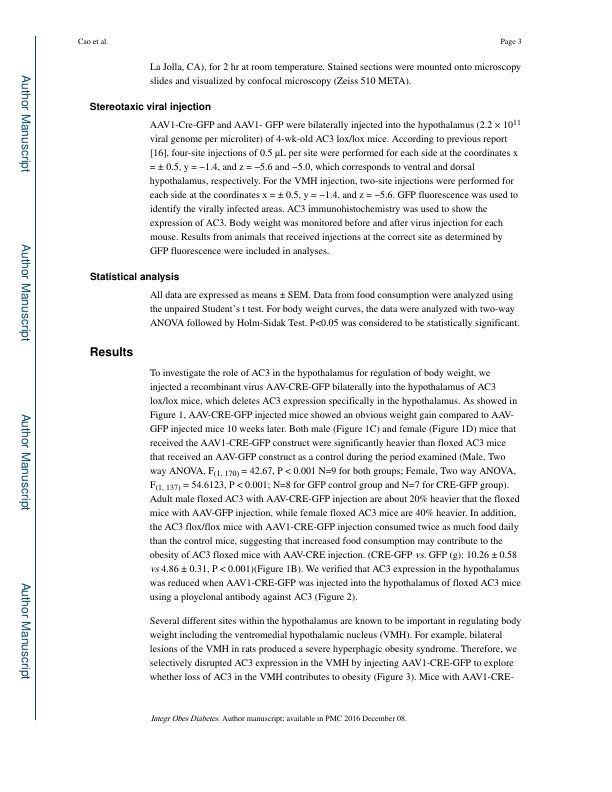 Cao et al.
Page 3
La Jolla, CA), for 2 hr at room temperature. Stained sections were mounted onto microscopy
slides and visualized by confocal microscopy (Zeiss 510 META).
Stereotaxic viral injection
AAV1-Cre-GFP and AAV1- GFP were bilaterally injected into the hypothalamus (2.2 × 10¹¹
viral genome per microliter) of 4-wk-old AC3 lox/lox mice. According to previous report
[16], four-site injections of 0.5 μL per site were performed for each side at the coordinates x
= ± 0.5, y = −1.4, and z = −5.6 and −5.0, which corresponds to ventral and dorsal
hypothalamus, respectively. For the VMH injection, two-site injections were performed for
each side at the coordinates x = ± 0.5, y = −1.4, and z = −5.6. GFP fluorescence was used to
identify the virally infected areas. AC3 immunohistochemistry was used to show the
expression of AC3. Body weight was monitored before and after virus injection for each
mouse. Results from animals that received injections at the correct site as determined by
GFP fluorescence were included in analyses.
Statistical analysis
All data are expressed as means ± SEM. Data from food consumption were analyzed using
the unpaired Student's t test. For body weight curves, the data were analyzed with two-way
ANOVA followed by Holm-Sidak Test. P<0.05 was considered to be statistically significant.
Results
To investigate the role of AC3 in the hypothalamus for regulation of body weight, we
injected a recombinant virus AAV-CRE-GFP bilaterally into the hypothalamus of AC3
lox/lox mice, which deletes AC3 expression specifically in the hypothalamus. As showed in
Figure 1, AAV-CRE-GFP injected mice showed an obvious weight gain compared to AAV-
GFP injected mice 10 weeks later. Both male (Figure 1C) and female (Figure 1D) mice that
received the AAV1-CRE-GFP construct were significantly heavier than floxed AC3 mice
that received an AAV-GFP construct as a control during the period examined (Male, Two
way ANOVA, F(1, 170) = 42.67, P < 0.001 N=9 for both groups; Female, Two way ANOVA,
F(1, 137) = 54.6123, P < 0.001; N=8 for GFP control group and N=7 for CRE-GFP group).
Adult male floxed AC3 with AAV-CRE-GFP injection are about 20% heavier that the floxed
mice with AAV-GFP injection, while female floxed AC3 mice are 40% heavier. In addition,
the AC3 flox/flox mice with AAV1-CRE-GFP injection consumed twice as much food daily
than the control mice, suggesting that increased food consumption may contribute to the
obesity of AC3 floxed mice with AAV-CRE injection. (CRE-GFP vs. GFP (g): 10.26 ± 0.58
vs 4.86 ± 0.31, P < 0.001)(Figure 1B). We verified that AC3 expression in the hypothalamus
was reduced when AAV1-CRE-GFP was injected into the hypothalamus of floxed AC3 mice
using a ployclonal antibody against AC3 (Figure 2).
Several different sites within the hypothalamus are known to be important in regulating body
weight including the ventromedial hypothalamic nucleus (VMH). For example, bilateral
lesions of the VMH in rats produced a severe hyperphagic obesity syndrome. Therefore, we
selectively disrupted AC3 expression in the VMH by injecting AAV1-CRE-GFP to explore
whether loss of AC3 in the VMH contributes to obesity (Figure 3). Mice with AAV1-CRE-
Integr Obes Diabetes. Author manuscript; available in PMC 2016 December 08.
Author Manuscript
Author Manuscript
Author Manuscript
Author Manuscript